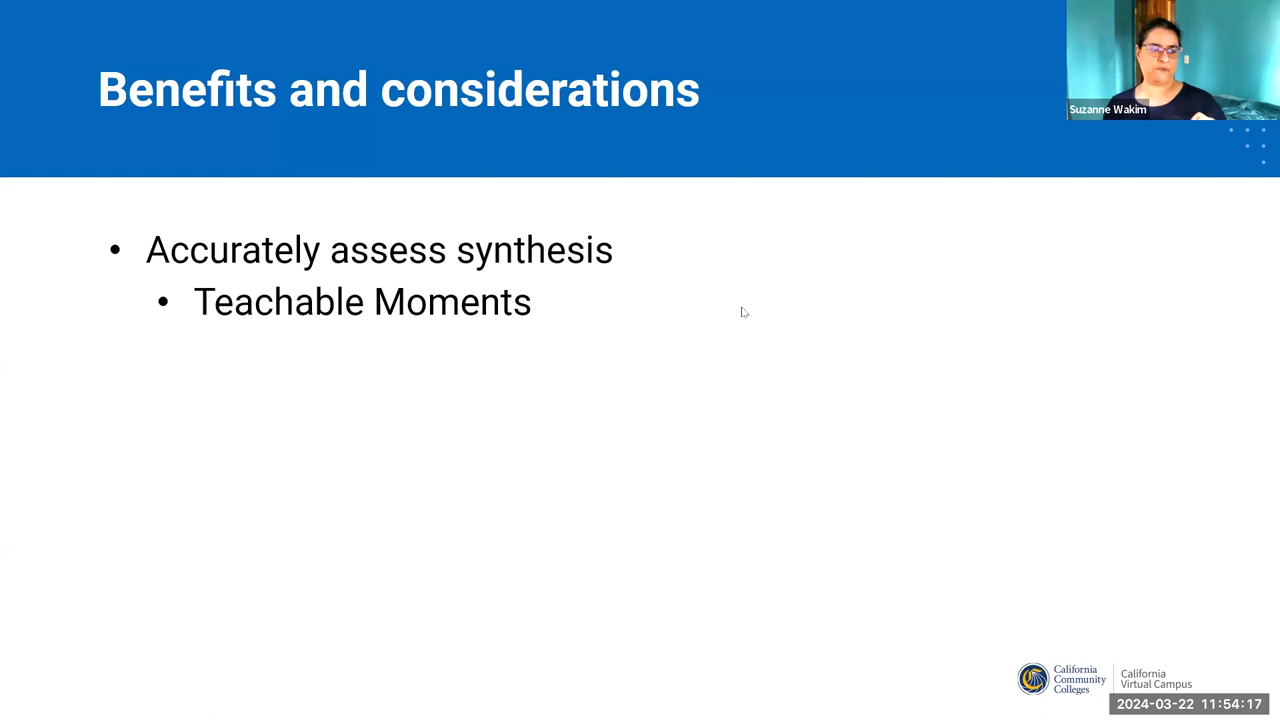 Benefits and considerations
Suzanne Wakim
• Accurately assess synthesis
• Teachable Moments
California
Community
Colleges
California
Virtual Campus
2024-03-22 11:54:17